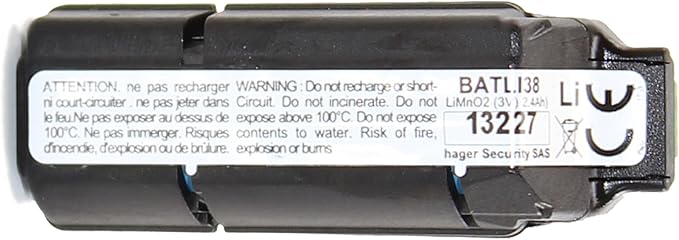 ATTENTION. ne pas recharger
ni court-circuiter . ne pas jeter dans
le feu.Ne pas exposer au dessus de
100°C. Ne pas immerger. Risques
d'incendie, d'explosion ou de brûlure.
WARNING : Do not recharge or short-
Circuit. Do not incinerate. Do not
expose above 100°C. Do not expose
contents to water. Risk of fire,
explosion or burns
BATLI38
LiMnO2 (3V) 2.4Ah)
13227
hager Security SAS
Li
CE